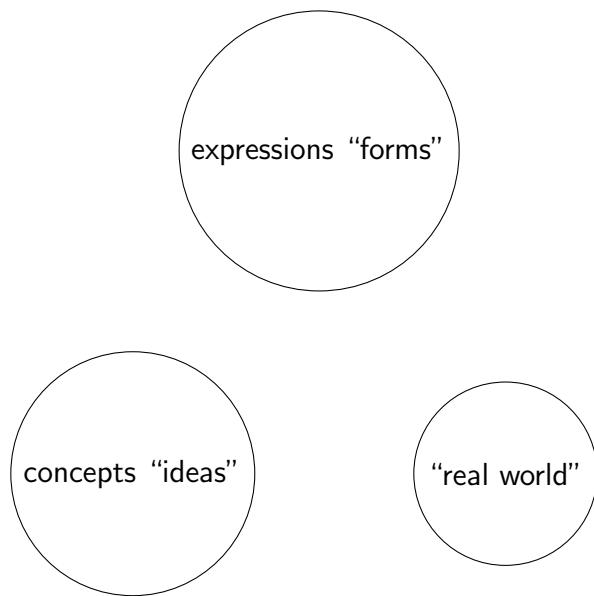 expressions “forms”
concepts “ideas”
“real world”